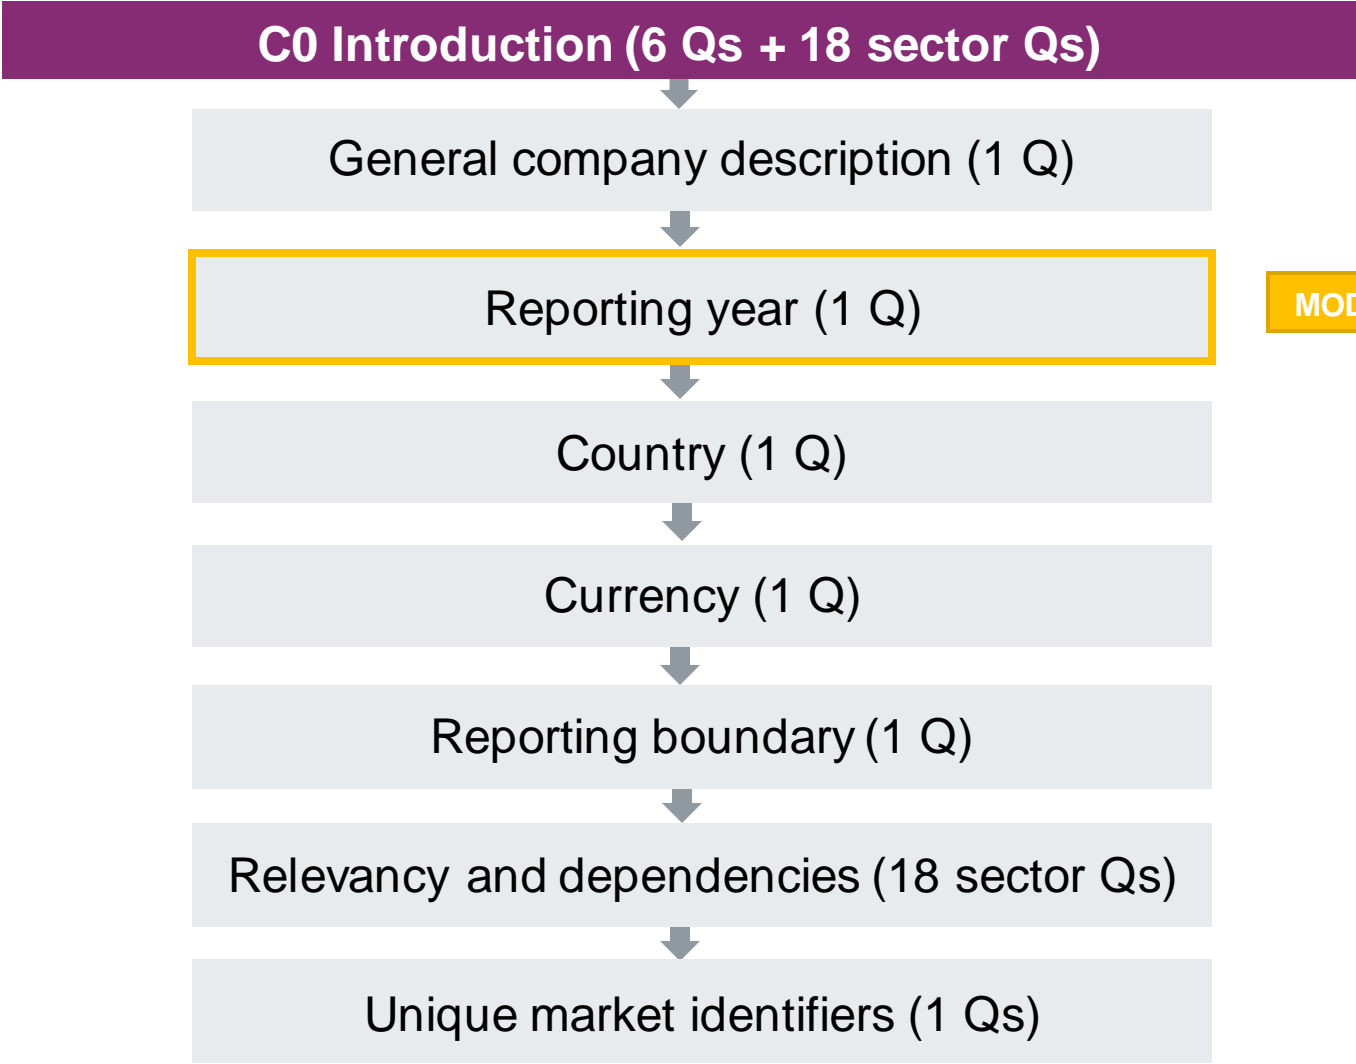 C0 Introduction (6 Qs + 18 sector Qs)
General company description (1 Q)
Reporting year (1 Q)
MOD
Country (1 Q)
Currency (1 Q)
Reporting boundary (1 Q)
Relevancy and dependencies (18 sector Qs)
Unique market identifiers (1 Qs)